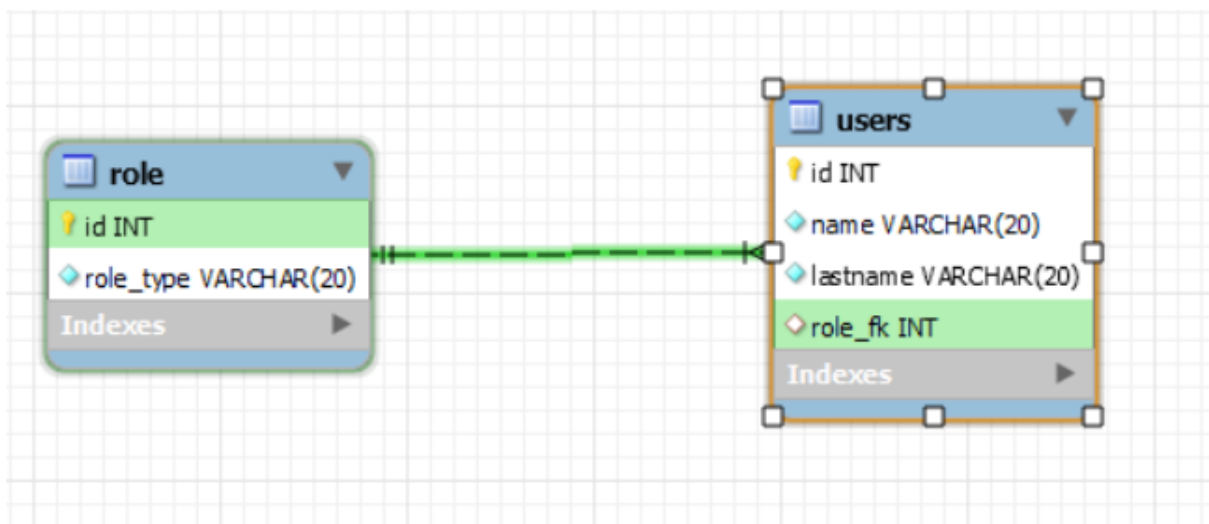 role
id INT
role_type VARCHAR(20)
Indexes
users
id INT
name VARCHAR(20)
lastname VARCHAR(20)
role_fk INT
Indexes